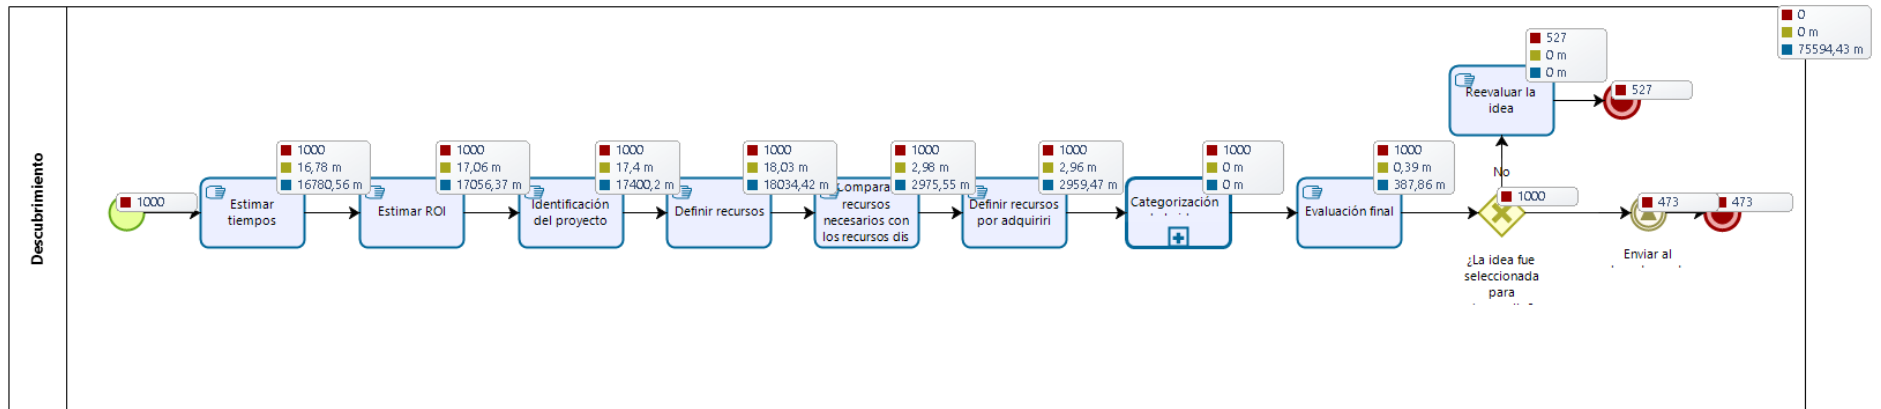 Descubrimiento
1000
Estimar
tiempos
1000
16,78 m
16780,56 m
Estimar ROI
1000
17,06 m
17056,37 m
Identificación
del proyecto
1000
17,4 m
17400,2 m
Definir recursos
1000
18,03 m
18034,42 m
Compara
recursos
necesarios con
los recursos dis
1000
2,98 m
2975,55 m
Definir recursos
por adquiriri
1000
2,96 m
2959,47 m
Categorización
1000
0 m
0 m
Evaluación final
1000
0,39 m
387,86 m
1000
¿La idea fue
seleccionada
para
No
Reevaluar la
idea
527
0 m
0 m
527
473
Enviar al
473
0
0 m
75594,43 m